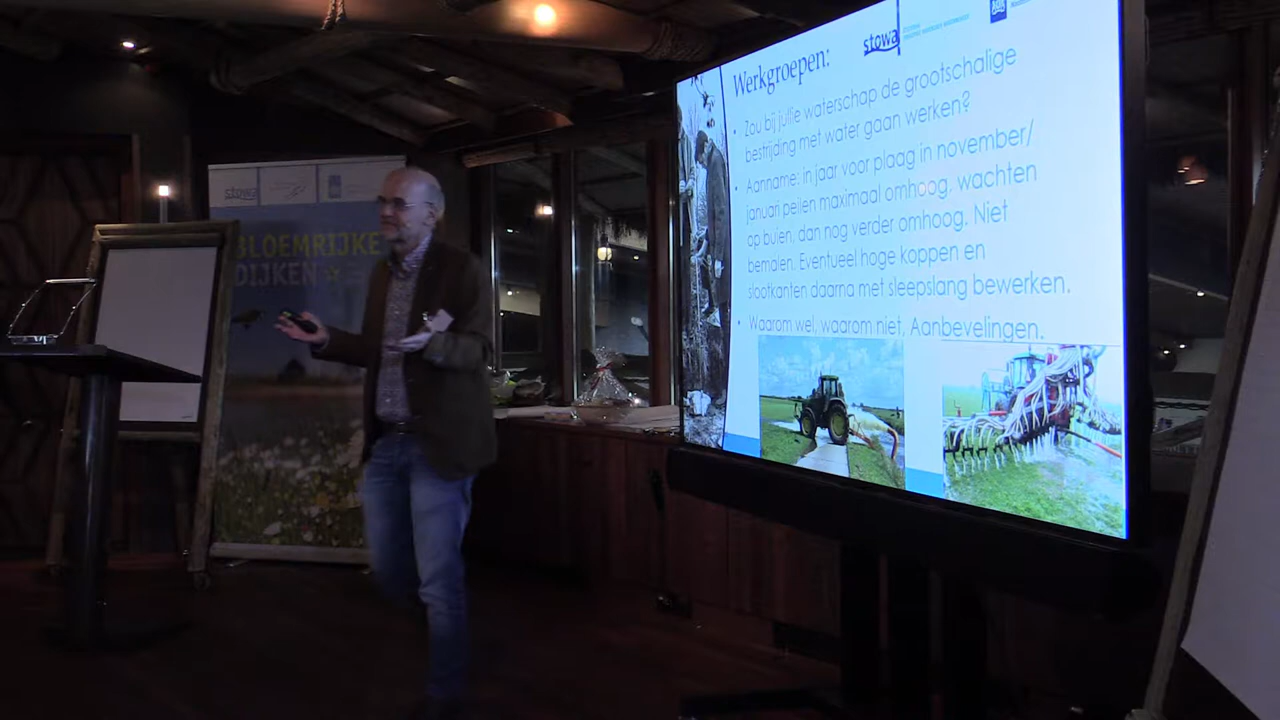 stowa
Werkgroepen:
• Zou bij jullie waterschap de grootschalige
bestrijding met water gaan werken?
• Aanname: in jaar voor plaag in november/
januari peilen maximaal omhoog, wachten
op buien, dan nog verder omhoog. Niet
bemalen. Eventueel hoge koppen en
slootkanten daarna met sleepslang bewerken.
• Waarom wel, waarom niet. Aanbevelingen.
stowa
BLOEMRIJKE
DIJKEN